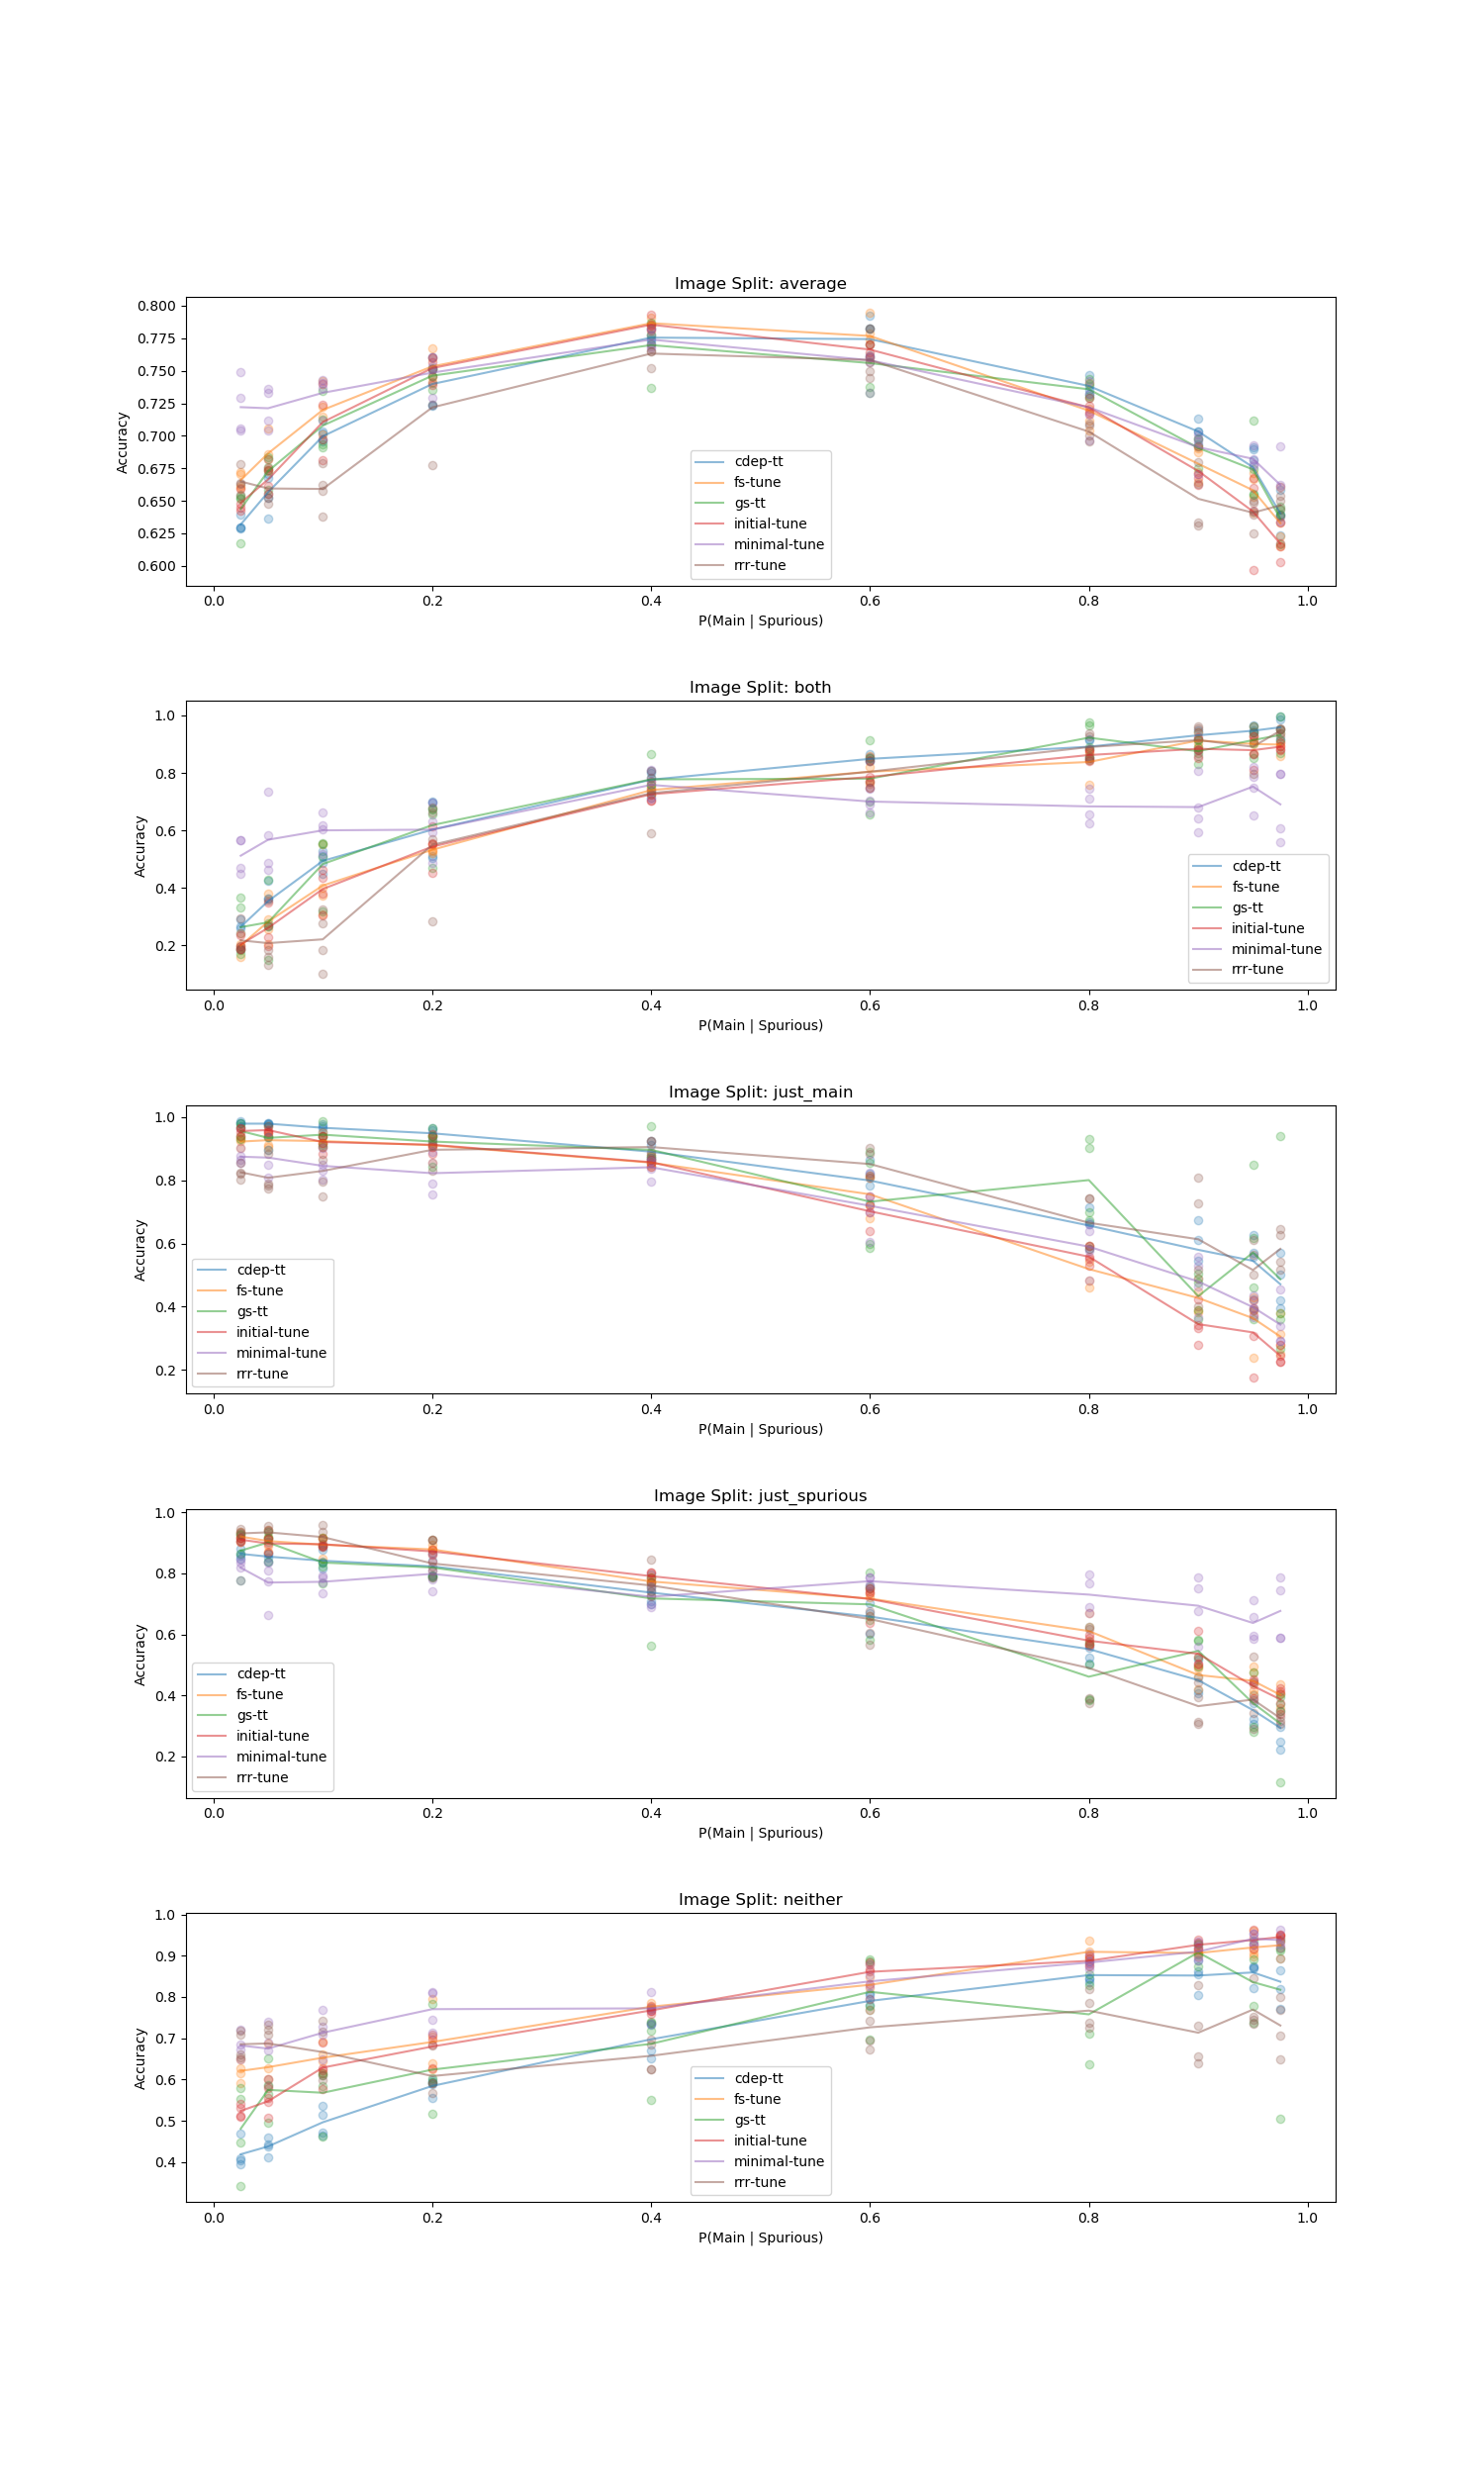 Image Split: average
Accuracy
0.800
0.775
0.750
0.725
0.700
0.675
0.650
0.625
0.600
cdep-tt
fs-tune
gs-tt
initial-tune
minimal-tune
rrr-tune
0.0 0.2 0.4 0.6 0.8 1.0
P(Main | Spurious)
Image Split: both
Accuracy
1.0
0.8
0.6
0.4
0.2
cdep-tt
fs-tune
gs-tt
initial-tune
minimal-tune
rrr-tune
0.0 0.2 0.4 0.6 0.8 1.0
P(Main | Spurious)
Image Split: just_main
Accuracy
1.0
0.8
0.6
0.4
0.2
cdep-tt
fs-tune
gs-tt
initial-tune
minimal-tune
rrr-tune
0.0 0.2 0.4 0.6 0.8 1.0
P(Main | Spurious)
Image Split: just_spurious
Accuracy
1.0
0.8
0.6
0.4
0.2
cdep-tt
fs-tune
gs-tt
initial-tune
minimal-tune
rrr-tune
0.0 0.2 0.4 0.6 0.8 1.0
P(Main | Spurious)
Image Split: neither
Accuracy
1.0
0.9
0.8
0.7
0.6
0.5
0.4
cdep-tt
fs-tune
gs-tt
initial-tune
minimal-tune
rrr-tune
0.0 0.2 0.4 0.6 0.8 1.0
P(Main | Spurious)